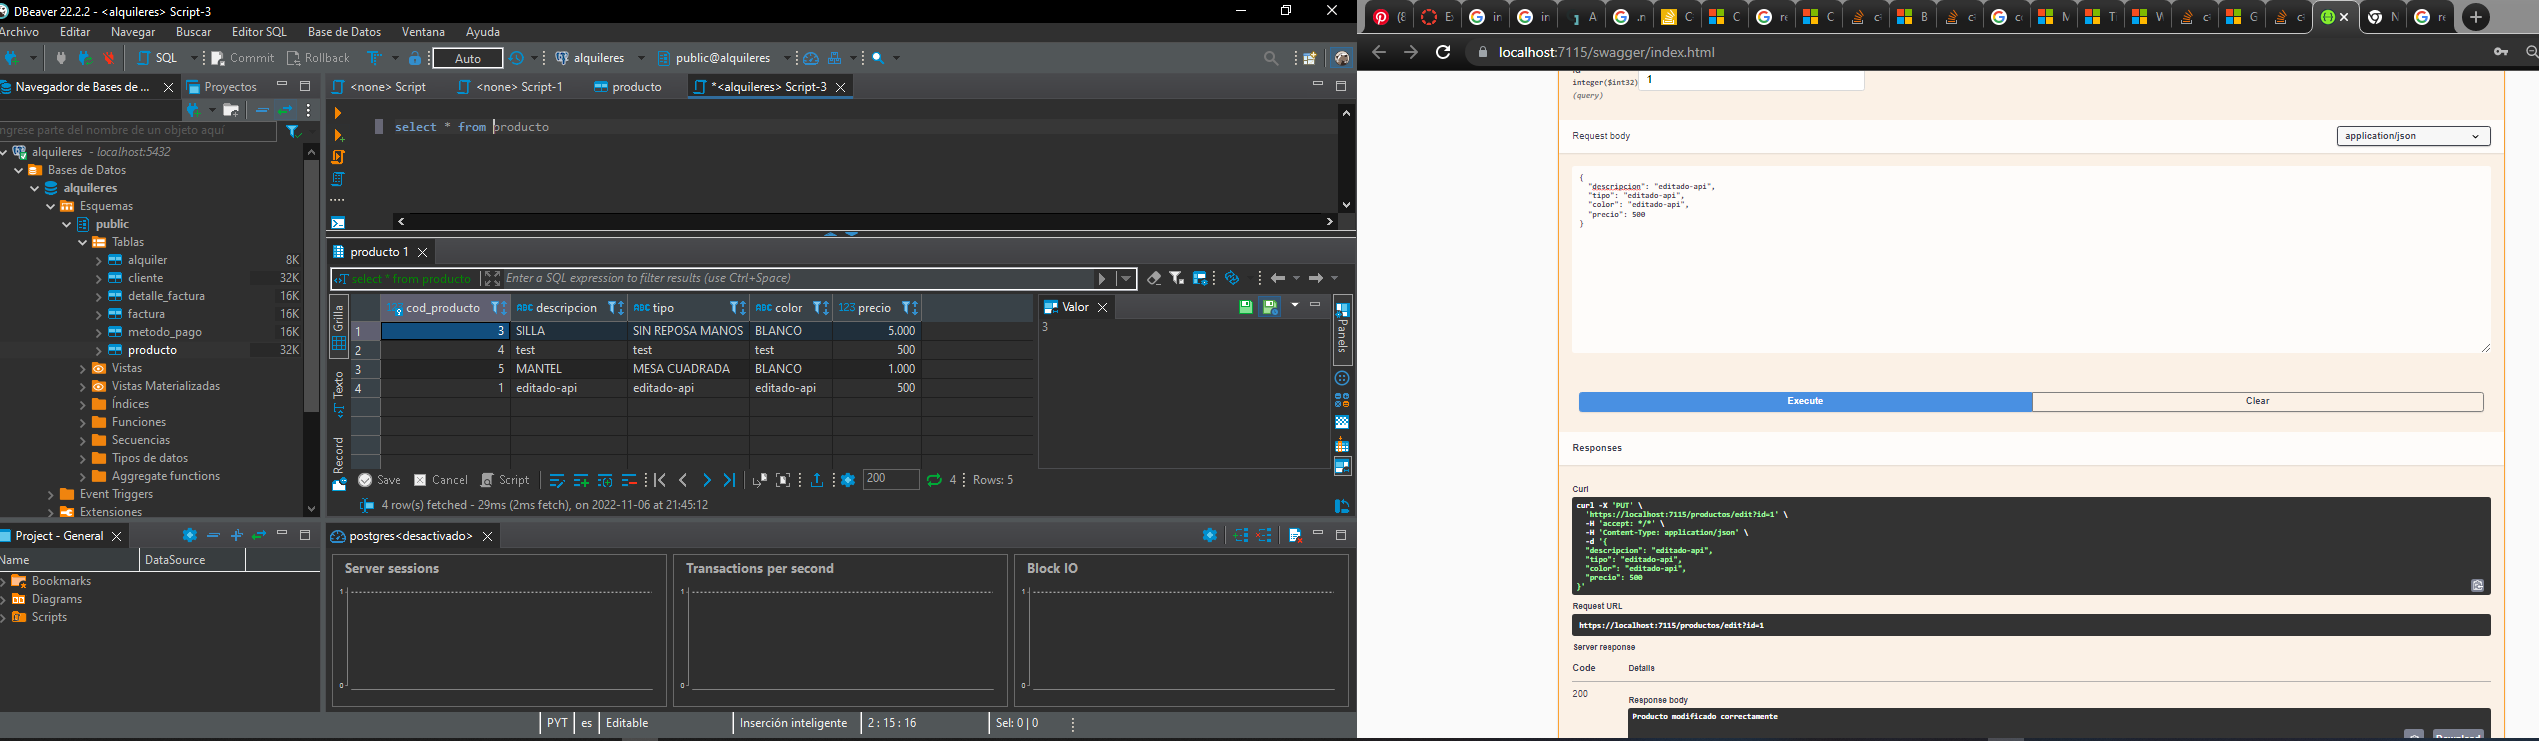 DBeaver 22.2.2 - <alquileres> Script-3
Archivo Editar Navegar Buscar Editor SQL Base de Datos Ventana Ayuda
SQL Commit Rollback Auto alquileres public@alquileres
Navegador de Bases de ... Proyectos
ingrese parte del nombre de un objeto aquí
alquileres - localhost:5432
Bases de Datos
alquileres
Esquemas
public
Tablas
alquiler 8K
cliente 32K
detalle_factura 16K
factura 16K
metodo_pago 16K
producto 32K
Vistas
Vistas Materializadas
Índices
Funciones
Secuencias
Tipos de datos
Aggregate functions
Event Triggers
Extensiones
Project - General
Name DataSource
Bookmarks
Diagrams
Scripts
<none> Script <none> Script-1 producto *<alquileres> Script-3
select * from producto
producto 1
select * from producto Enter a SQL expression to filter results (use Ctrl+Space)
Grilla
Texto
Record
123 cod_producto ABC descripcion ABC tipo ABC color 123 precio
1 3 SILLA SIN REPOSA MANOS BLANCO 5.000
2 4 test test test 500
3 5 MANTEL MESA CUADRADA BLANCO 1.000
4 1 editado-api editado-api editado-api 500
Valor
3
Panels
Save Cancel Script 200 4 Rows: 5
4 row(s) fetched - 29ms (2ms fetch), on 2022-11-06 at 21:45:12
postgres<desactivado>
Server sessions Transactions per second Block IO
1 1 1
0 0 0
PYT es Editable Inserción inteligente 2 : 15 : 16 Sel: 0 | 0
localhost:7115/swagger/index.html
id
integer($int32) 1
(query)
Request body application/json
{
"descripcion": "editado-api",
"tipo": "editado-api",
"color": "editado-api",
"precio": 500
}
Execute Clear
Responses
Curl
curl -X 'PUT' \
'https://localhost:7115/productos/edit?id=1' \
-H 'accept: */*' \
-H 'Content-Type: application/json' \
-d '{
"descripcion": "editado-api",
"tipo": "editado-api",
"color": "editado-api",
"precio": 500
}'
Request URL
https://localhost:7115/productos/edit?id=1
Server response
Code Details
200
Response body
Producto modificado correctamente
Download